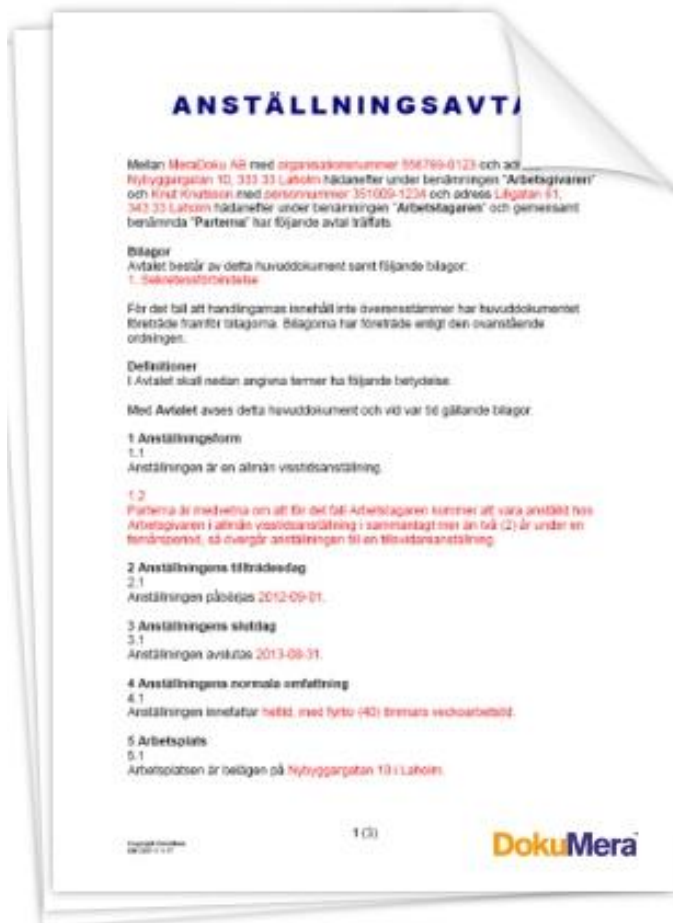 ANSTÄLLNINGSAVTA
Mellan MeraDoku AB med organisationsnummer 556789-0123 och
Nybyggargatan 10, 333 33 Laholm hädanefter under benämningen "Arbetsgivaren"
och Knut Knutsson med personnummer 351009-1234 och adress Lillgatan 61,
343 33 Laholm hädanefter under benämningen "Arbetstagaren" och gemensamt
benämnda "Parterna" har följande avtal träffats.
Bilagor
Avtalet består av detta huvuddokument samt följande bilagor:
1. Sekretessförbindelse
För det fall att handlingarnas innehåll inte överensstämmer har huvuddokumentet
företräde framför bilagorna. Bilagorna har företräde enligt den ovanstående
ordningen.
Definitioner
I Avtalet skall nedan angivna termer ha följande betydelse
Med Avtalet avses detta huvuddokument och vid var tid gällande bilagor.
1 Anställningsform
1.1
Anställningen är en allmän visstidsanställning.
1.2
Parterna är medvetna om att för det fall Arbetstagaren kommer att vara anställd hos
Arbetsgivaren i allmän visstidsanställning i sammanlagt mer än två (2) år under en
femårsperiod, så övergår anställningen till en tillsvidareanställning.
2 Anställningens tillträdesdag
2.1
Anställningen påbörjas 2012-09-01.
3 Anställningens slutdag
3.1
Anställningen avslutas 2013-08-31.
4 Anställningens normala omfattning
4.1
Anställningen innefattar heltid, med fyrtio (40) timmars veckoarbetstid.
5 Arbetsplats
5.1
Arbetsplatsen är belägen på Nybyggargatan 10 i Laholm.
1 (3)
DokuMera